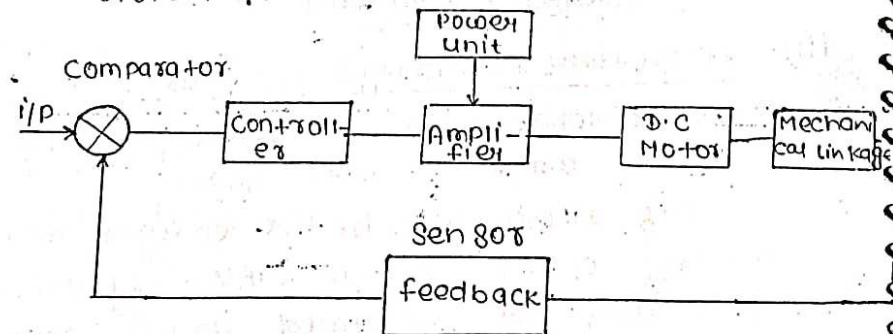 Power
unit
Comparator
i/p
Controll-
er
Ampli-
fier
D.C
Motor
Mechani
cal linkage
Sensor
feedback